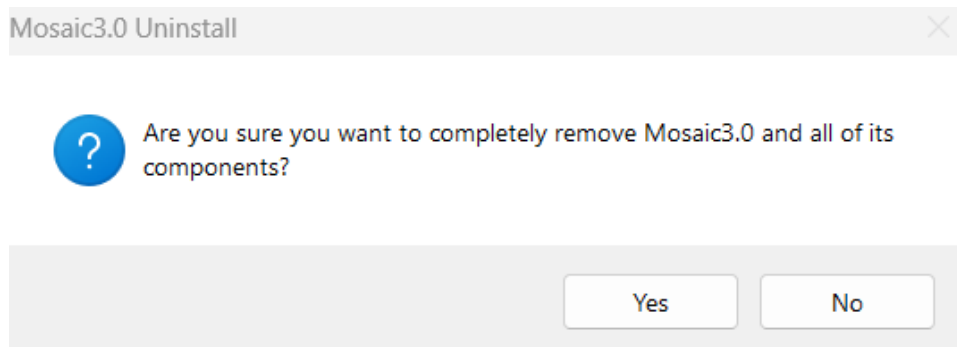 Mosaic3.0 Uninstall
?
Are you sure you want to completely remove Mosaic3.0 and all of its
components?
Yes
No